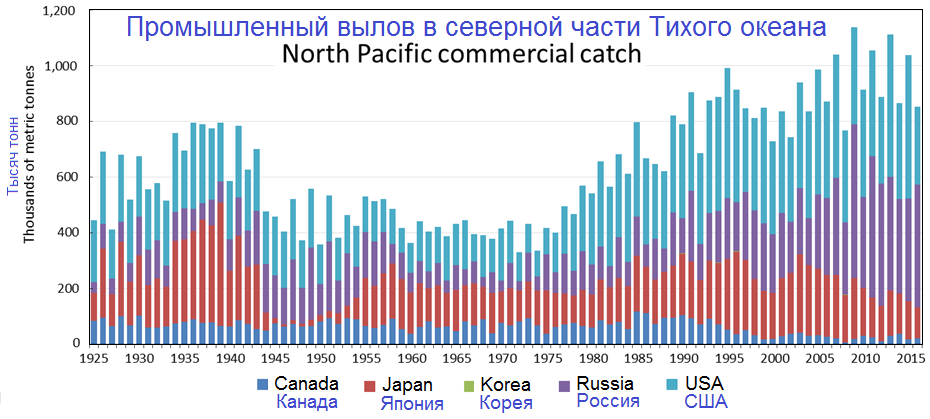 Промышленный вылов в северной части Тихого океана
North Pacific commercial catch
Тысяч тонн
Thousands of metric tonnes
1,200
1,000
800
600
400
200
0
1925 1930 1935 1940 1945 1950 1955 1960 1965 1970 1975 1980 1985 1990 1995 2000 2005 2010 2015
Canada Japan Korea Russia USA
Канада Япония Корея Россия США